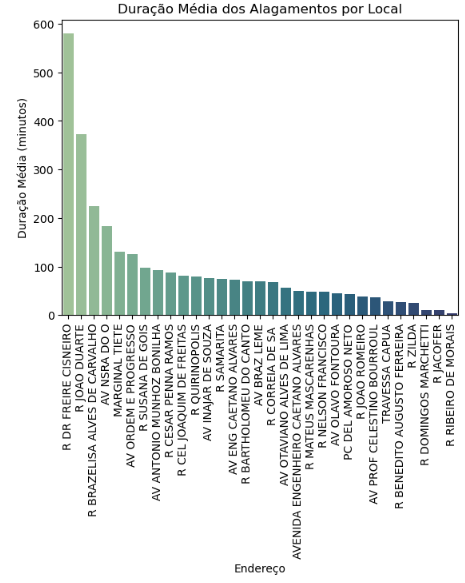 Duração Média dos Alagamentos por Local
Duração Média (minutos)
600
500
400
300
200
100
0
R DR FREIRE CISNEIRO
R JOAO DUARTE
R BRAZELISA ALVES DE CARVALHO
AV NSRA DO O
MARGINAL TIETE
AV ORDEM E PROGRESSO
R SUSANA DE GOIS
AV ANTONIO MUNHOZ BONILHA
R CESAR PENNA RAMOS
R CEL JOAQUIM DE FREITAS
R QUIRINOPOLIS
AV INAJAR DE SOUZA
R SAMARITA
AV ENG CAETANO ALVARES
R BARTHOLOMEU DO CANTO
AV BRAZ LEME
R CORREIA DE SA
AV OTAVIANO ALVES DE LIMA
AVENIDA ENGENHEIRO CAETANO ALVARES
R MATEUS MASCARENHAS
R NELSON FRANCISCO
AV OLAVO FONTOURA
PC DEL AMOROSO NETO
R JOAO ROMEIRO
AV PROF CELESTINO BOURROUL
TRAVESSA CAPUA
R BENEDITO AUGUSTO FERREIRA
R ZILDA
R DOMINGOS MARCHETTI
R JACOFER
R RIBEIRO DE MORAIS
Endereço